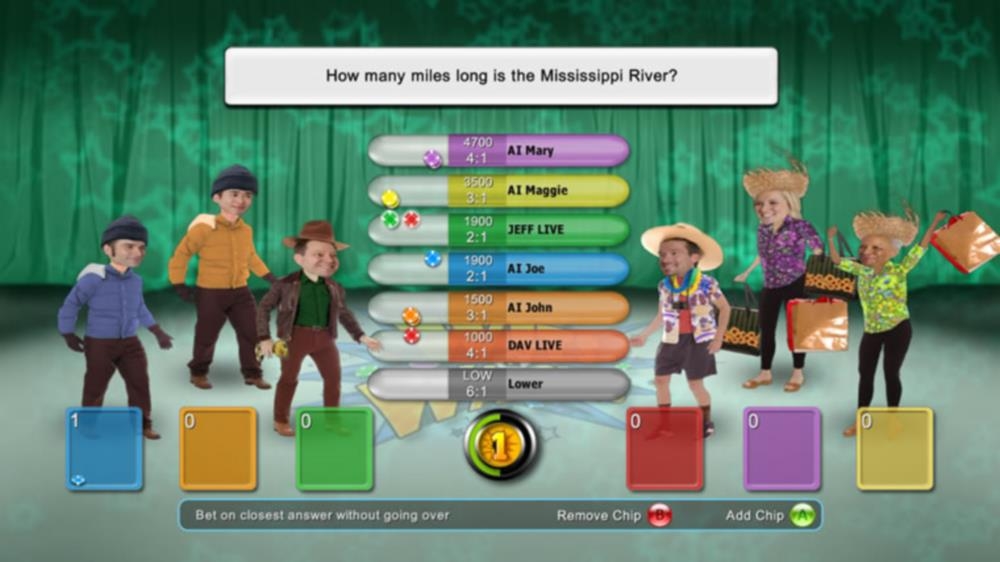 How many miles long is the Mississippi River?
4700
4:1 AI Mary
3500
3:1 AI Maggie
1900
2:1 JEFF LIVE
1900
2:1 AI Joe
1500
3:1 AI John
1000
4:1 DAV LIVE
LOW
6:1 Lower
1 0 0 1 0 0 0
Bet on closest answer without going over Remove Chip B Add Chip A